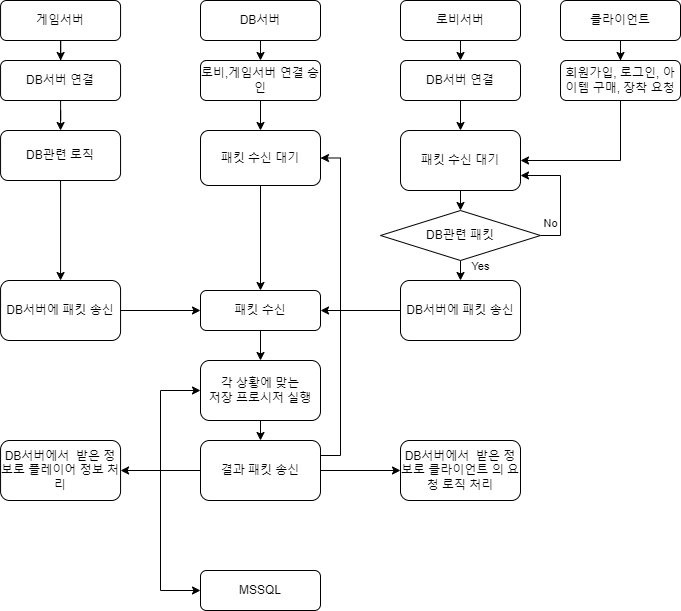 게임서버
DB서버
로비서버
클라이언트
DB서버 연결
로비,게임서버 연결 승
인
DB서버 연결
회원가입, 로그인, 아
이템 구매, 장착 요청
DB관련 로직
패킷 수신 대기
패킷 수신 대기
DB관련 패킷
No
Yes
DB서버에 패킷 송신
패킷 수신
DB서버에 패킷 송신
각 상황에 맞는
저장 프로시저 실행
DB서버에서 받은 정
보로 플레이어 정보 처
리
결과 패킷 송신
DB서버에서 받은 정
보로 클라이언트 의 요
청 로직 처리
MSSQL